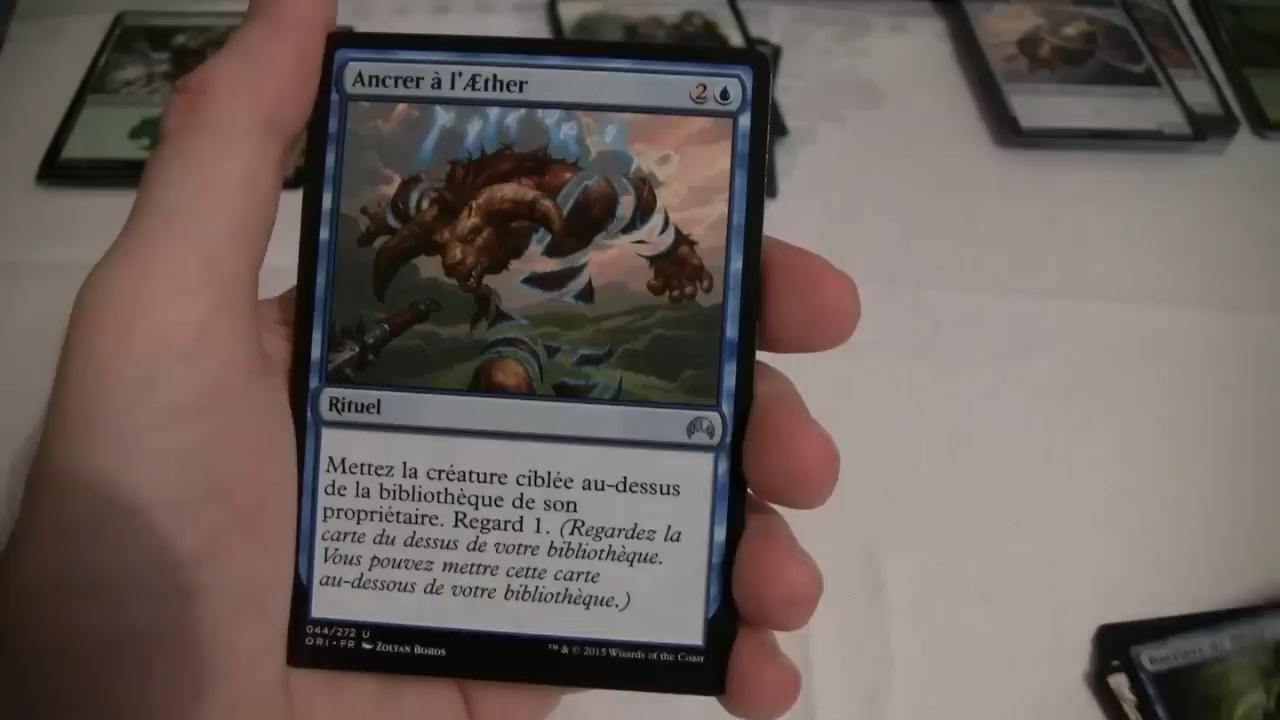 Ancrer à l'Æther
2
Rituel
Mettez la créature ciblée au-dessus
de la bibliothèque de son
propriétaire. Regard 1. (Regardez la
carte du dessus de votre bibliothèque.
Vous pouvez mettre cette carte
au-dessous de votre bibliothèque.)
044/272 U
ORI • FR Zoltan Boros
™ & © 2015 Wizards of the Coast